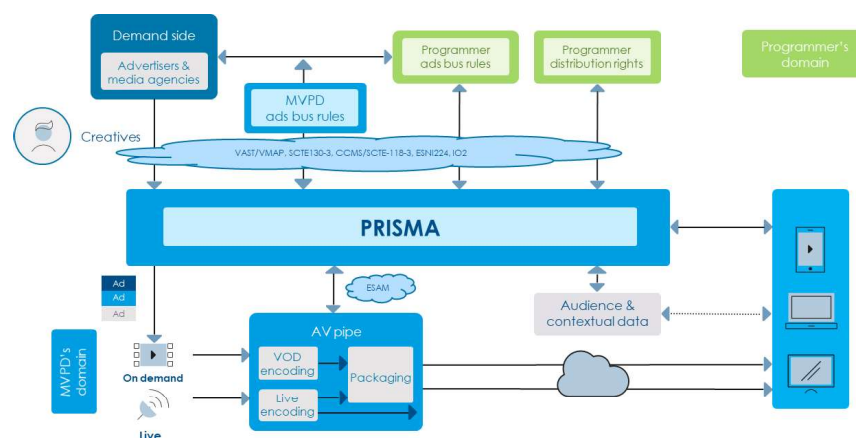 Demand side
Advertisers &
media agencies
Programmer
ads bus rules
Programmer
distribution rights
Programmer's
domain
MVPD
ads bus rules
Creatives
VAST/VMAP, SCTE130-3, CCMS/SCTE-118-3, ESNI224, IO2
PRISMA
Ad
Ad
Ad
ESAM
Audience &
contextual data
MVPD's
domain
AV pipe
VOD
encoding
Packaging
On demand
Live
encoding
Live